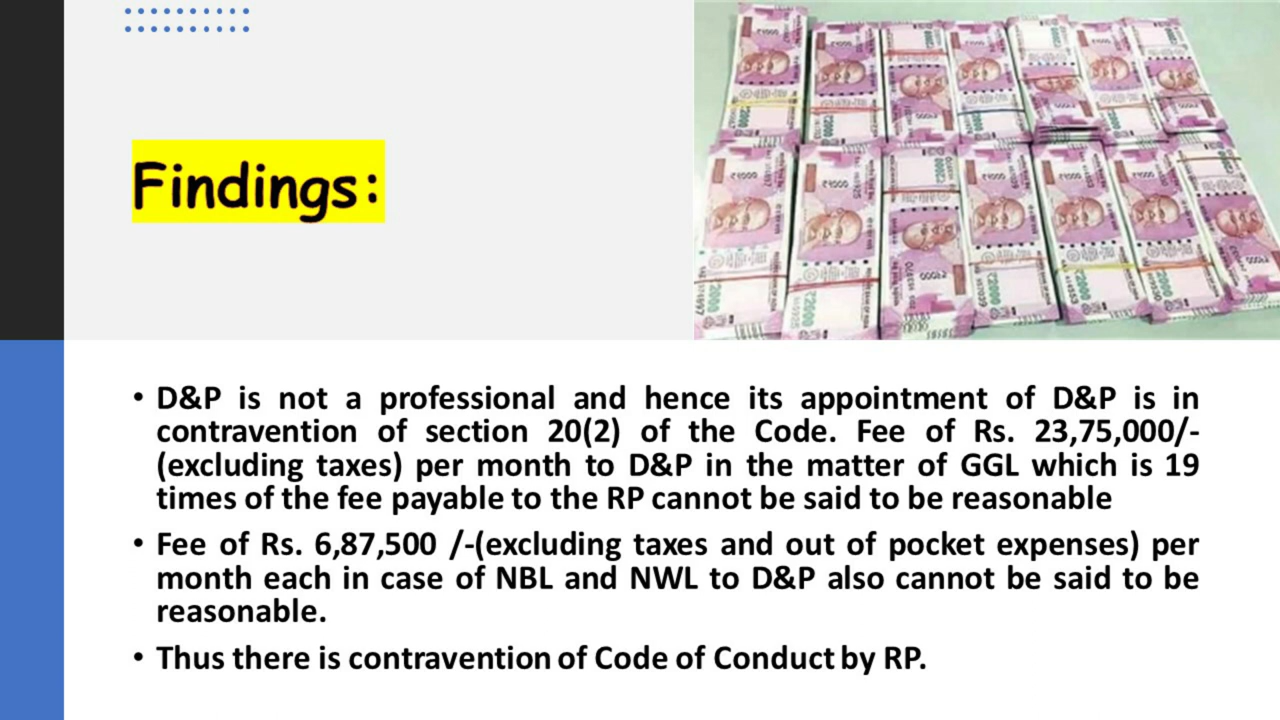 Findings:
• D&P is not a professional and hence its appointment of D&P is in
contravention of section 20(2) of the Code. Fee of Rs. 23,75,000/-
(excluding taxes) per month to D&P in the matter of GGL which is 19
times of the fee payable to the RP cannot be said to be reasonable
• Fee of Rs. 6,87,500 /-(excluding taxes and out of pocket expenses) per
month each in case of NBL and NWL to D&P also cannot be said to be
reasonable.
• Thus there is contravention of Code of Conduct by RP.